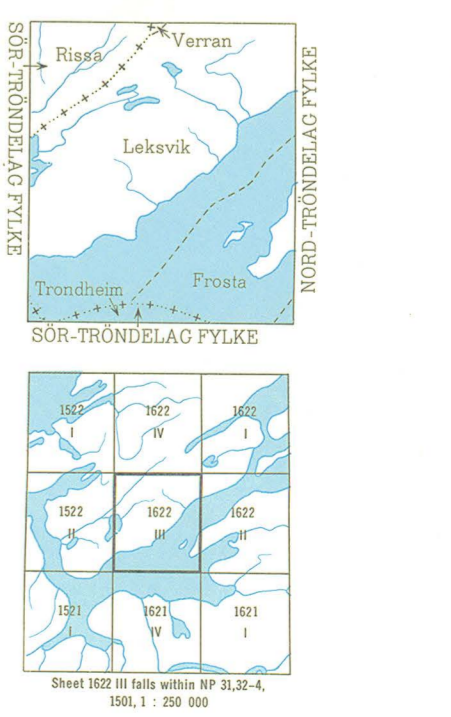 SÖR-TRÖNDELAG FYLKE
Rissa
Verran
Leksvik
NORD-TRÖNDELAG FYLKE
Trondheim
Frosta
SÖR-TRÖNDELAG FYLKE
1522
I
1622
IV
1622
I
1522
II
1622
III
1622
II
1521
I
1621
IV
1621
I
Sheet 1622 III falls within NP 31,32-4,
1501, 1 : 250 000